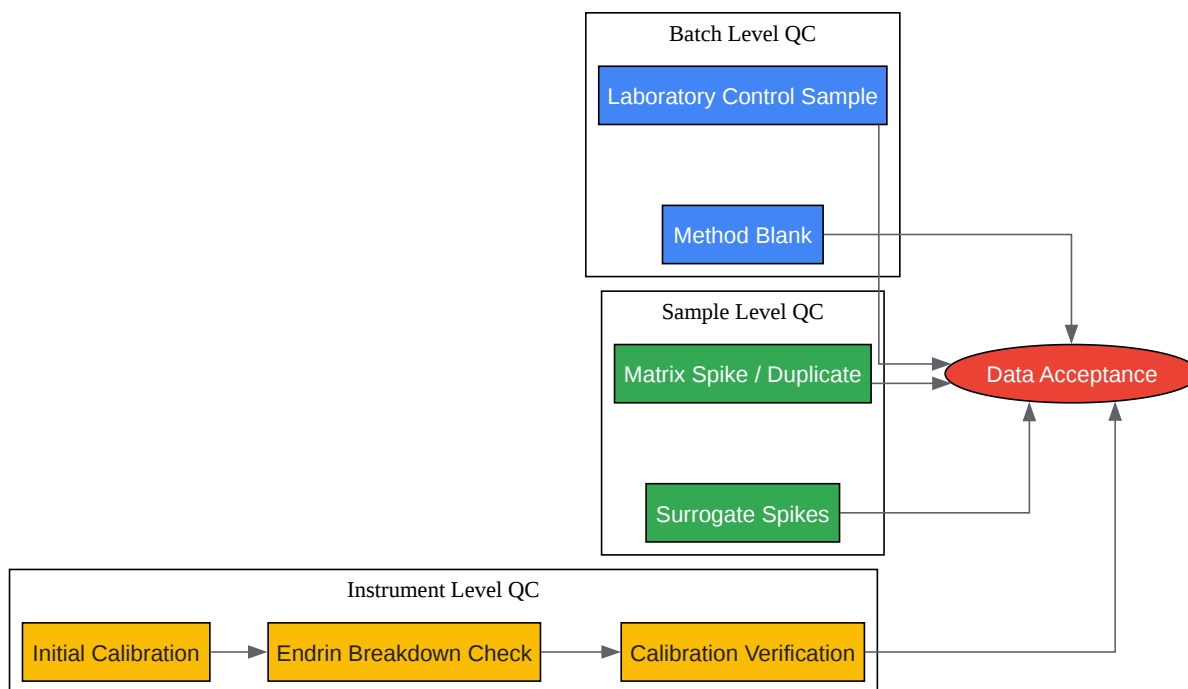 Batch Level QC
Laboratory Control Sample
Method Blank
Sample Level QC
Matrix Spike / Duplicate
Data Acceptance
Surrogate Spikes
Instrument Level QC
Initial Calibration
Endrin Breakdown Check
Calibration Verification